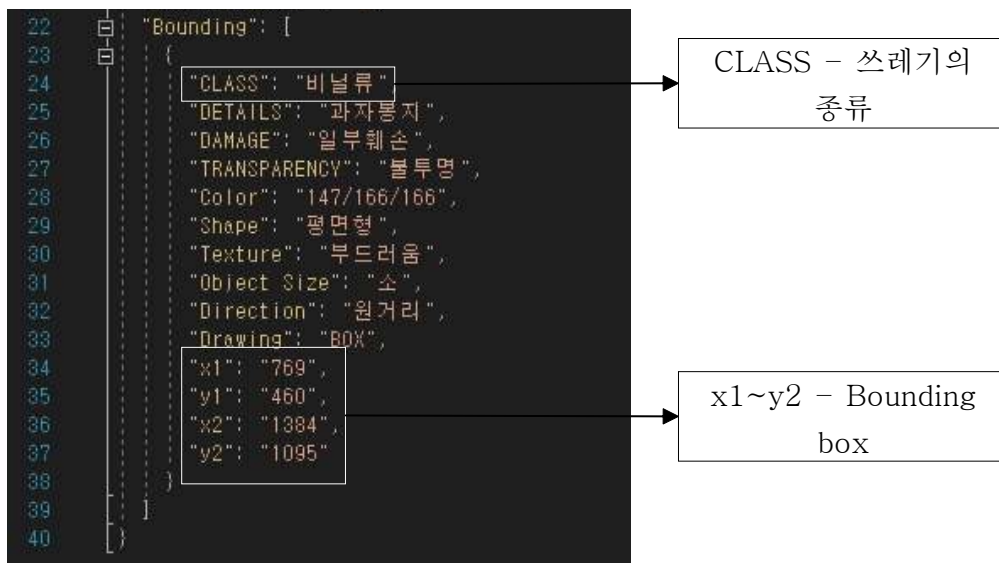 22 "Bounding": [
23 {
24 "CLASS": "비닐류",
25 "DETAILS": "과자봉지",
26 "DAMAGE": "일부훼손",
27 "TRANSPARENCY": "불투명",
28 "Color": "147/166/166",
29 "Shape": "평면형",
30 "Texture": "부드러움",
31 "Object Size": "소",
32 "Direction": "원거리",
33 "Drawing": "BOX",
34 "x1": "769",
35 "y1": "460",
36 "x2": "1384",
37 "y2": "1095"
38 }
39 ]
40 }
CLASS - 쓰레기의
종류
x1~y2 - Bounding
box